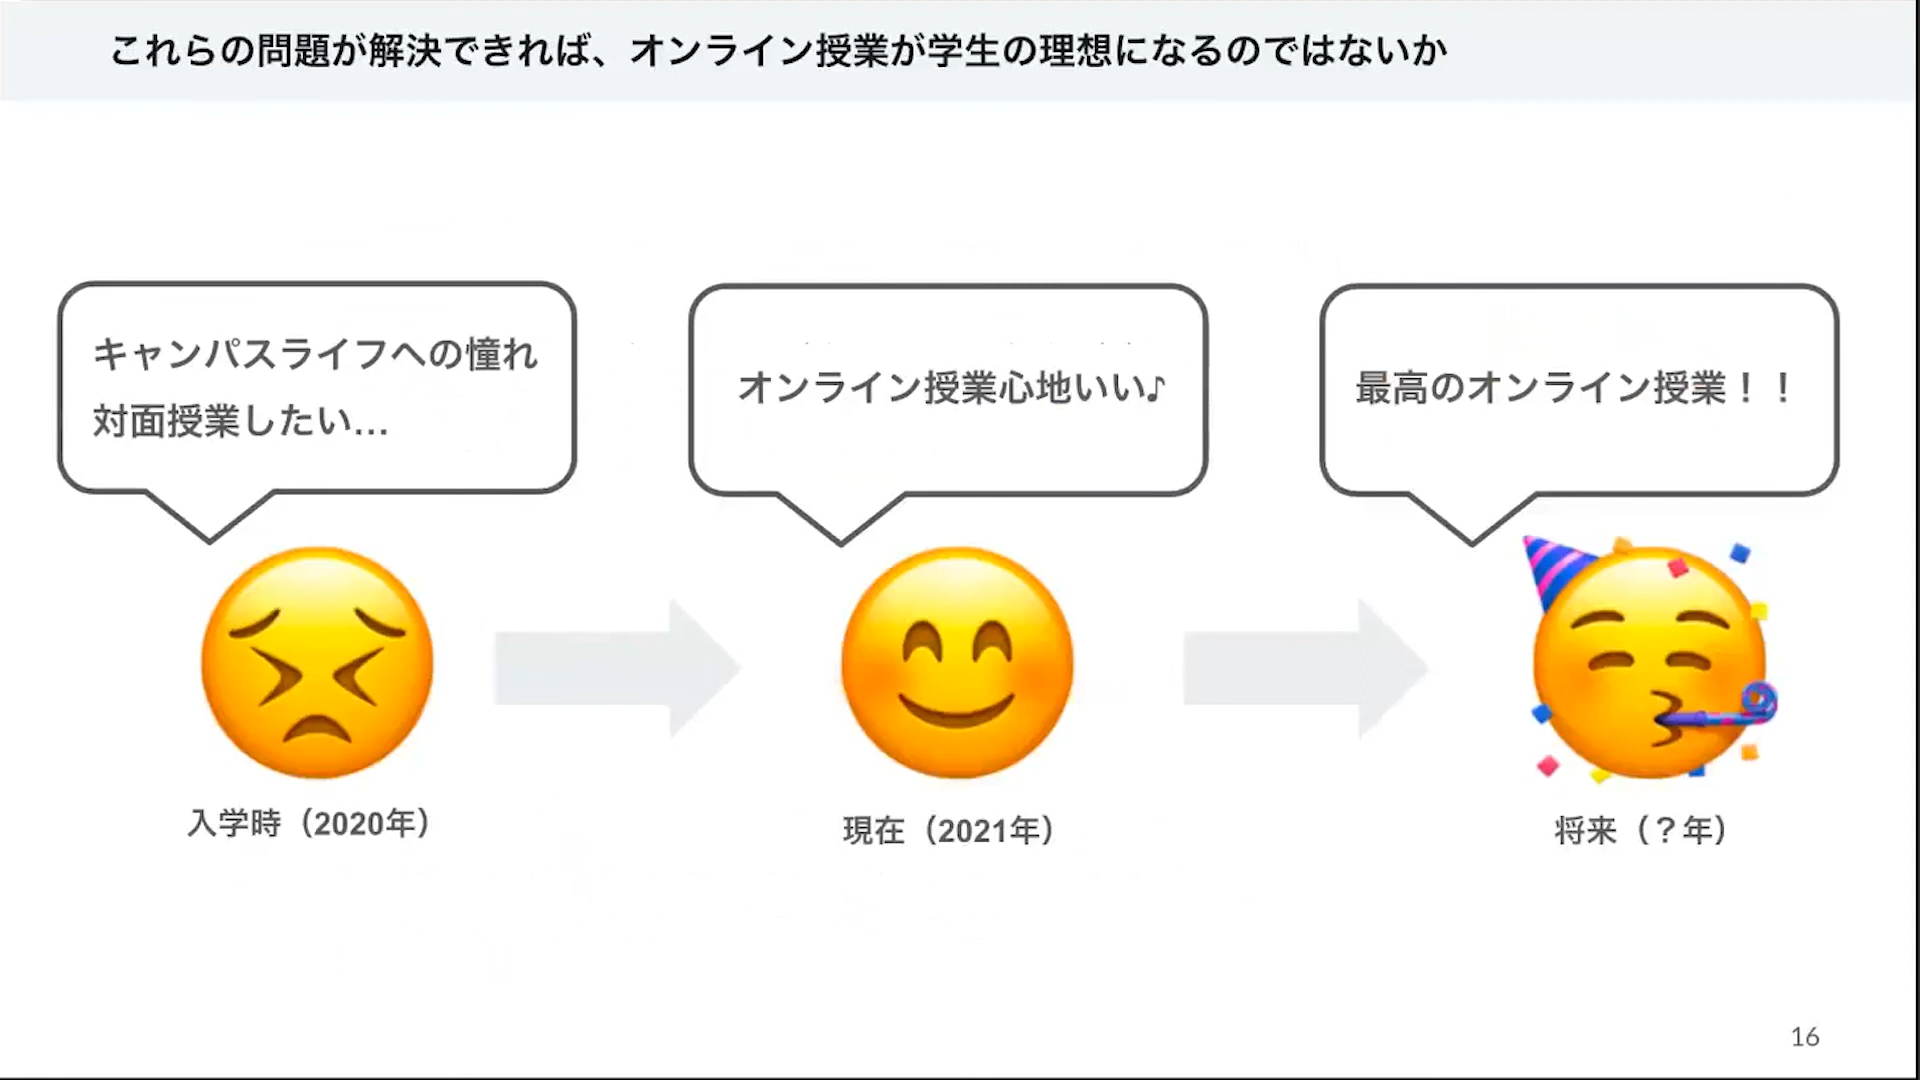 これらの問題が解決できれば、オンライン授業が学生の理想になるのではないか
キャンパスライフへの憧れ
対面授業したい…
オンライン授業心地いい♪
最高のオンライン授業！！
入学時（2020年）
現在（2021年）
将来（？年）
16